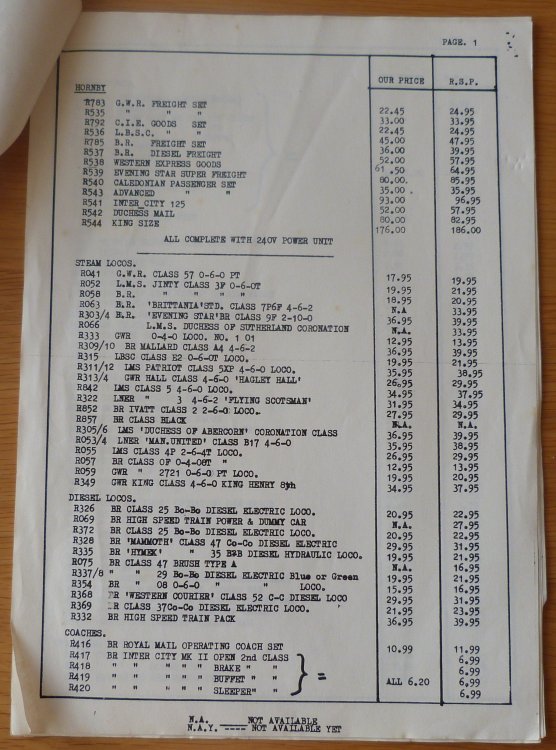 PAGE. 1
OUR PRICE R.S.P.
HORNBY
R783 G.W.R. FREIGHT SET 22.45 24.95
R535 " " " 33.00 33.95
R792 C.I.E. GOODS SET 22.45 24.95
R536 L.B.S.C. " " 45.00 47.95
R785 B.R. FREIGHT SET 36.00 39.95
R537 B.R. DIESEL FREIGHT 52.00 57.95
R538 WESTERN EXPRESS GOODS 61.50 64.95
R539 EVENING STAR SUPER FREIGHT 80.00 85.95
R540 CALEDONIAN PASSENGER SET 35.00 35.95
R543 ADVANCED " " 93.00 96.95
R541 INTER_CITY 125 52.00 57.95
R542 DUCHESS MAIL 80.00 82.95
R544 KING SIZE 176.00 186.00
ALL COMPLETE WITH 240V POWER UNIT
STEAM LOCOS.
R041 G.W.R. CLASS 57 0-6-0 PT 17.95 19.95
R052 L.M.S. JINTY CLASS 3F 0-6-0T 19.95 21.95
R058 B.R. " " " " 18.95 20.95
R063 B.R. 'BRITTANIA'STD. CLASS 7P6F 4-6-2 N.A 33.95
R303/4 B.R. 'EVENING STAR'BR CLASS 9F 2-10-0 36.95 39.95
R066 L.M.S. DUCHESS OF SUTHERLAND CORONATION N.A. 33.95
R333 GWR 0-4-0 LOCO. NO. 1 01 12.95 13.95
R309/10 BR MALLARD CLASS A4 4-6-2 36.95 39.95
R315 LBSC CLASS E2 0-6-0T LOCO. 19.95 21.95
R311/12 LMS PATRIOT CLASS 5XP 4-6-0 LOCO. 35.95 38.95
R313/4 GWR HALL CLASS 4-6-0 'HAGLEY HALL' 26.95 29.95
R842 LMS CLASS 5 4-6-0 LOCO. 34.95 37.95
R322 LNER " 3 4-6-2 'FLYING SCOTSMAN' 31.95 34.95
R852 BR IVATT CLASS 2 2-6-0 LOCO. 27.95 29.95
R857 BR CLASS BLACK N.A. N.A.
R305/6 LMS 'DUCHESS OF ABERCORN' CORONATION CLASS 36.95 39.95
R053/4 LNER 'MAN.UNITED' CLASS B17 4-6-0 35.95 38.95
R055 LMS CLASS 4P 2-6-4T LOCO. 26.95 29.95
R057 BR CLASS OF 0-4-0ST " 12.95 13.95
R059 GWR " 2721 0-6-0 PT LOCO. 19.95 21.95
R349 GWR KING CLASS 4-6-0 KING HENRY 8th 34.95 37.95
DIESEL LOCOS.
R326 BR CLASS 25 Bo-Bo DIESEL ELECTRIC LOCO. 20.95 22.95
R069 BR HIGH SPEED TRAIN POWER & DUMMY CAR N.A. 27.95
R372 BR CLASS 25 Bo-Bo DIESEL ELECTRIC LOCO. 20.95 22.95
R328 BR 'MAMMOTH' CLASS 47 Co-Co DIESEL ELECTRIC 29.95 31.95
R335 BR 'HYMEK' " 35 B-B DIESEL HYDRAULIC LOCO. 19.95 21.95
R075 BR CLASS 47 BRUSH TYPE A N.A. 16.95
R337/8 " " 29 Bo-Bo DIESEL ELECTRIC Blue or Green 19.95 21.95
R354 BR " 08 0-6-0 " " LOCO. 15.95 16.95
R368 BR 'WESTERN COURIER' CLASS 52 C-C DIESEL LOCO 29.95 31.95
R369 BR CLASS 37Co-Co DIESEL ELECTRIC LOCO. 21.95 23.95
R332 BR HIGH SPEED TRAIN PACK 36.95 39.95
COACHES.
R416 BR ROYAL MAIL OPERATING COACH SET 10.99 11.99
R417 BR INTER CITY MK II OPEN 2nd CLASS 6.99
R418 " " " " " BRAKE " " 6.99
R419 " " " " " BUFFET " " = ALL 6.20 6.99
R420 " " " " " SLEEPER" " 6.99
N.A. NOT AVAILABLE
N.A.Y. ---- NOT AVAILABLE YET